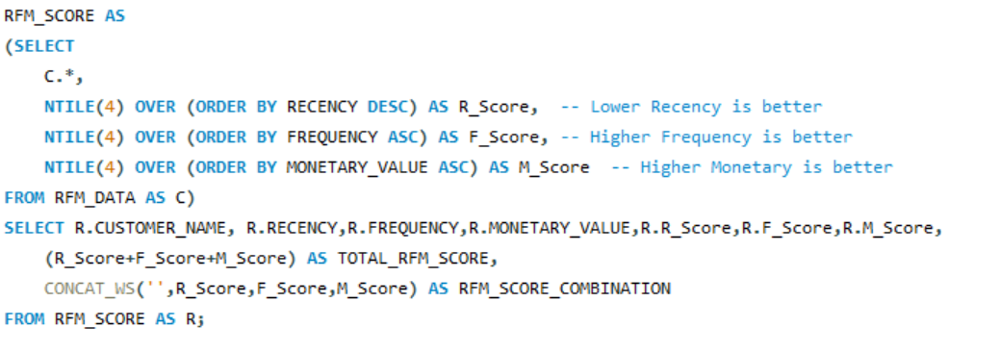 RFM_SCORE AS
(SELECT
    C.*,
    NTILE(4) OVER (ORDER BY RECENCY DESC) AS R_Score,  -- Lower Recency is better
    NTILE(4) OVER (ORDER BY FREQUENCY ASC) AS F_Score, -- Higher Frequency is better
    NTILE(4) OVER (ORDER BY MONETARY_VALUE ASC) AS M_Score  -- Higher Monetary is better
FROM RFM_DATA AS C)
SELECT R.CUSTOMER_NAME, R.RECENCY,R.FREQUENCY,R.MONETARY_VALUE,R.R_Score,R.F_Score,R.M_Score,
    (R_Score+F_Score+M_Score) AS TOTAL_RFM_SCORE,
    CONCAT_WS('',R_Score,F_Score,M_Score) AS RFM_SCORE_COMBINATION
FROM RFM_SCORE AS R;